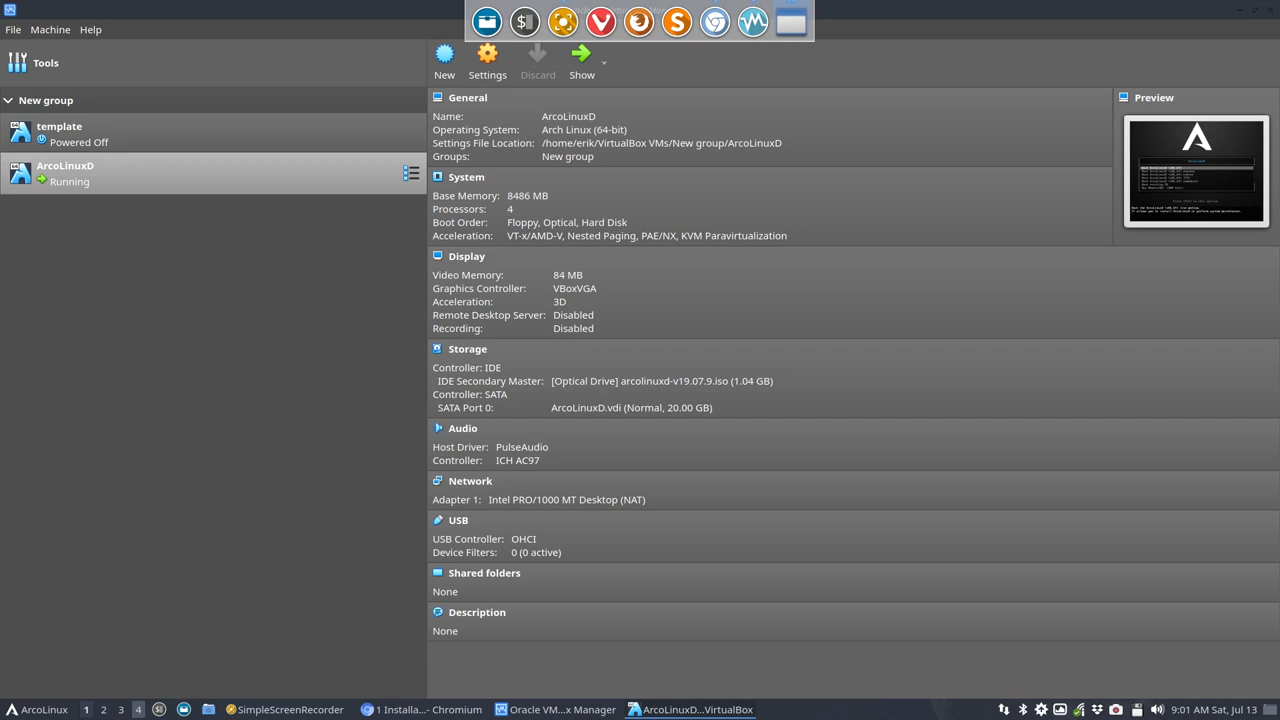 File Machine Help
Tools
New Settings Discard Show
New group
template
Powered Off
ArcoLinuxD
Running
General
Name: ArcoLinuxD
Operating System: Arch Linux (64-bit)
Settings File Location: /home/erik/VirtualBox VMs/New group/ArcoLinuxD
Groups: New group
System
Base Memory: 8486 MB
Processors: 4
Boot Order: Floppy, Optical, Hard Disk
Acceleration: VT-x/AMD-V, Nested Paging, PAE/NX, KVM Paravirtualization
Display
Video Memory: 84 MB
Graphics Controller: VBoxVGA
Acceleration: 3D
Remote Desktop Server: Disabled
Recording: Disabled
Storage
Controller: IDE
IDE Secondary Master: [Optical Drive] arcolinuxd-v19.07.9.iso (1.04 GB)
Controller: SATA
SATA Port 0: ArcoLinuxD.vdi (Normal, 20.00 GB)
Audio
Host Driver: PulseAudio
Controller: ICH AC97
Network
Adapter 1: Intel PRO/1000 MT Desktop (NAT)
USB
USB Controller: OHCI
Device Filters: 0 (0 active)
Shared folders
None
Description
None
Preview
ArcoLinux 1 2 3 4 SimpleScreenRecorder 1 Installa...- Chromium Oracle VM...x Manager ArcoLinuxD...VirtualBox 9:01 AM Sat, Jul 13